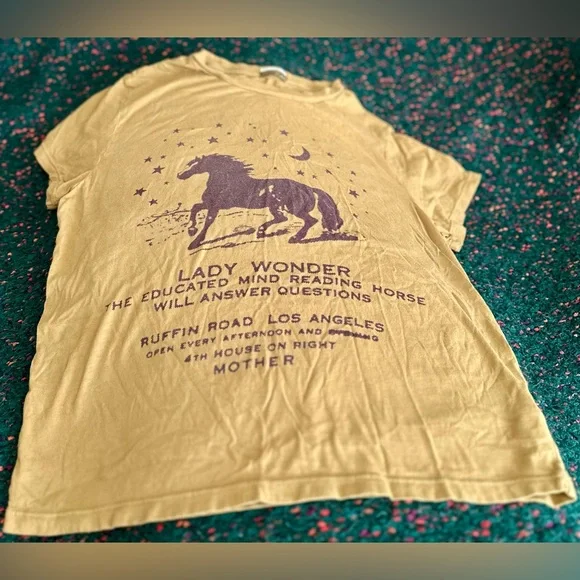 LADY WONDER
THE EDUCATED MIND READING HORSE
WILL ANSWER QUESTIONS
RUFFIN ROAD LOS ANGELES
OPEN EVERY AFTERNOON AND
4TH HOUSE ON RIGHT
MOTHER